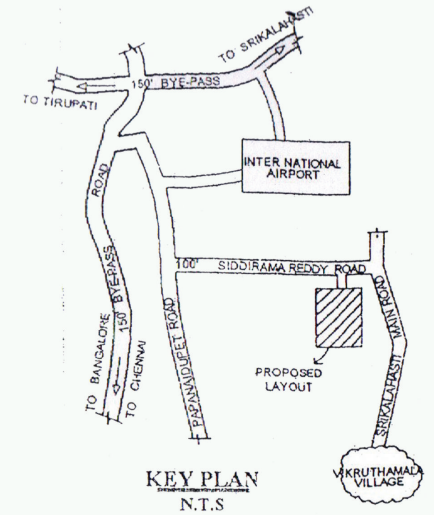 TO SRIKALAHASTI
150' BYE-PASS
TO TIRUPATI
INTER NATIONAL
AIRPORT
ROAD
BYE-PASS
150'
TO BANGALORE
TO CHENNAI
100' SIDDIRAMA REDDY ROAD
PAPANAIDUPET ROAD
SRIKALAHASTI MAIN ROAD
PROPOSED
LAYOUT
VIKRUTHAMALA
VILLAGE
KEY PLAN
N.T.S